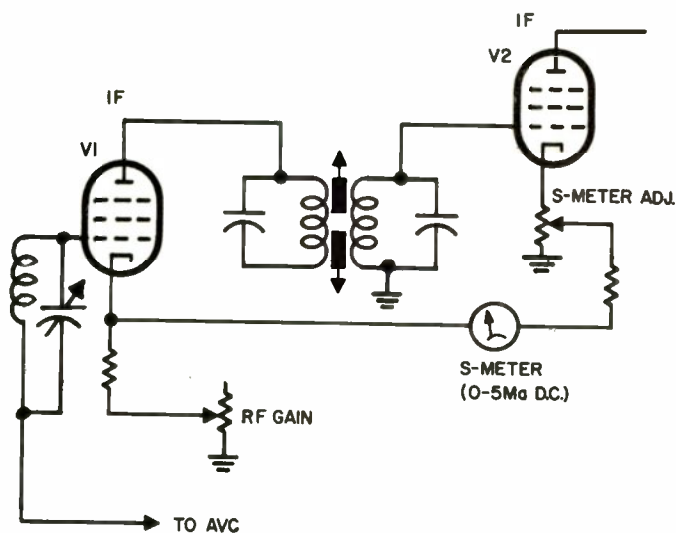 IF
V2
IF
V1
S-METER ADJ.
S-METER
(0-5Ma D.C.)
RF GAIN
TO AVC